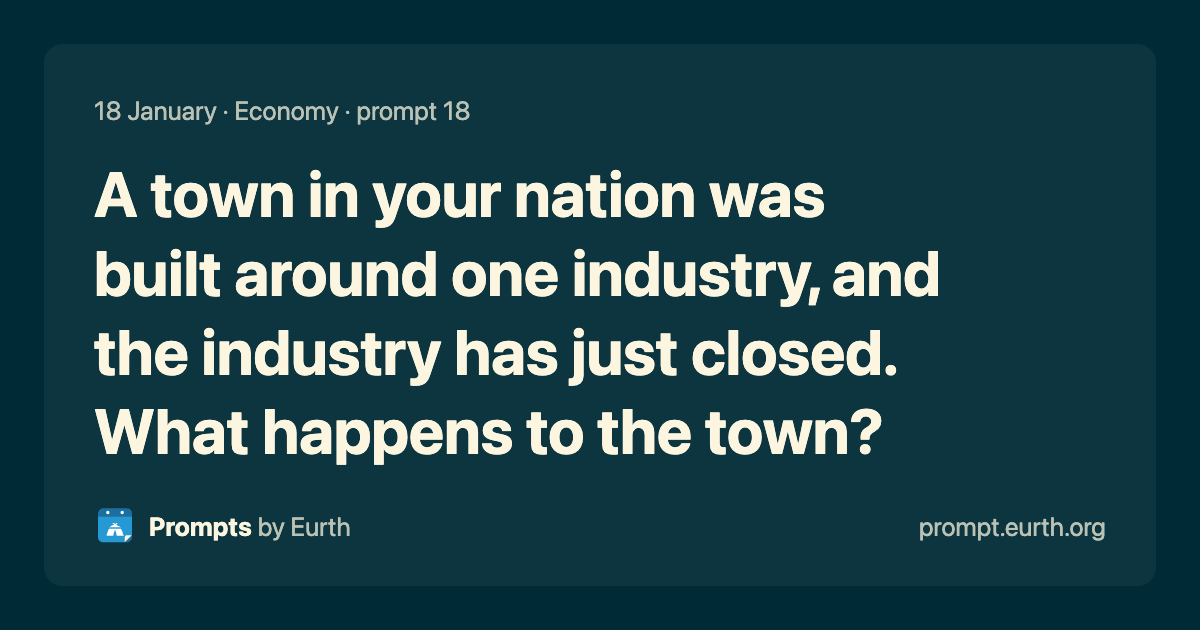 18 January · Economy · prompt 18
A town in your nation was
built around one industry, and
the industry has just closed.
What happens to the town?
Prompts by Eurth
prompt.eurth.org